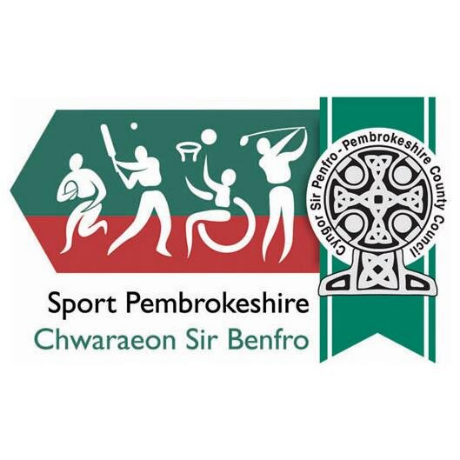 Sport Pembrokeshire
Chwaraeon Sir Benfro
Cyngor Sir Penfro - Pembrokeshire County Council